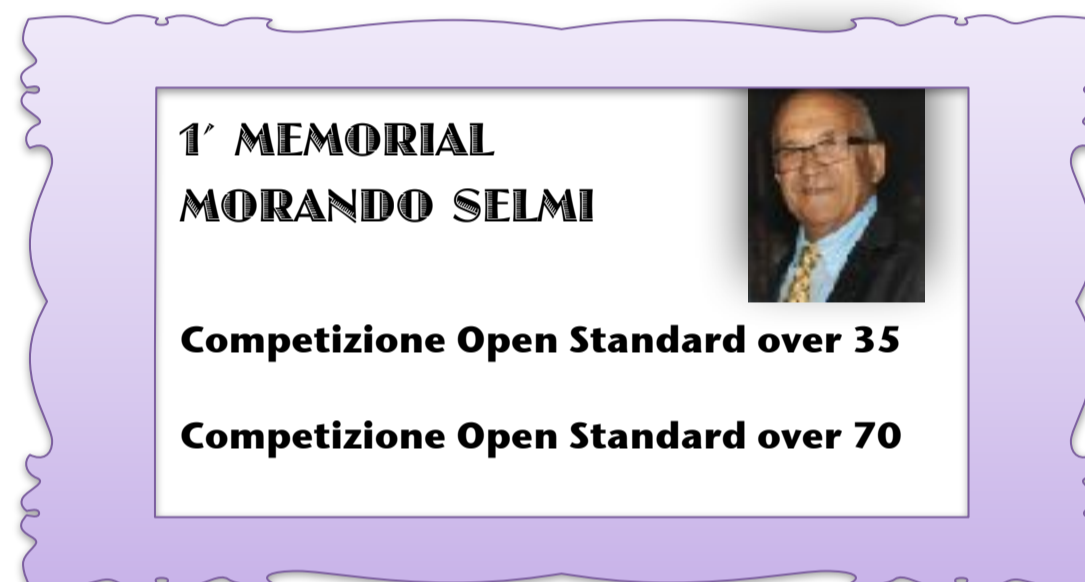 1′ MEMORIAL
MORANDO SELMI
Competizione Open Standard over 35
Competizione Open Standard over 70